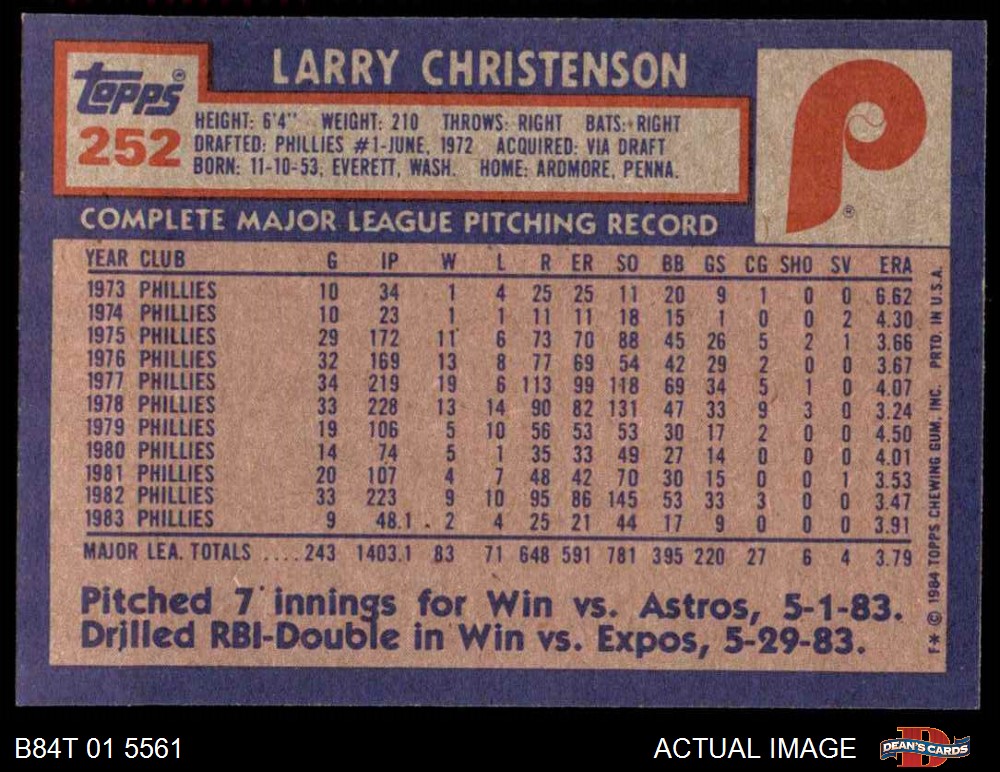 LARRY CHRISTENSON
Topps®
252
HEIGHT: 6'4" WEIGHT: 210 THROWS: RIGHT BATS: RIGHT
DRAFTED: PHILLIES #1-JUNE, 1972 ACQUIRED: VIA DRAFT
BORN: 11-10-53, EVERETT, WASH. HOME: ARDMORE, PENNA.
P
®
COMPLETE MAJOR LEAGUE PITCHING RECORD
YEAR CLUB G IP W L R ER SO BB GS CG SHO SV ERA
1973 PHILLIES 10 34 1 4 25 25 11 20 9 1 0 0 6.62
1974 PHILLIES 10 23 1 1 11 11 18 15 1 0 0 2 4.30
1975 PHILLIES 29 172 11 6 73 70 88 45 26 5 2 1 3.66
1976 PHILLIES 32 169 13 8 77 69 54 42 29 2 0 0 3.67
1977 PHILLIES 34 219 19 6 113 99 118 69 34 5 1 0 4.07
1978 PHILLIES 33 228 13 14 90 82 131 47 33 9 3 0 3.24
1979 PHILLIES 19 106 5 10 56 53 53 30 17 2 0 0 4.50
1980 PHILLIES 14 74 5 1 35 33 49 27 14 0 0 0 4.01
1981 PHILLIES 20 107 4 7 48 42 70 30 15 0 0 1 3.53
1982 PHILLIES 33 223 9 10 95 86 145 53 33 3 0 0 3.47
1983 PHILLIES 9 48.1 2 4 25 21 44 17 9 0 0 0 3.91
MAJOR LEA. TOTALS ....243 1403.1 83 71 648 591 781 395 220 27 6 4 3.79
Pitched 7 innings for Win vs. Astros, 5-1-83.
Drilled RBI-Double in Win vs. Expos, 5-29-83.
F✱ © 1984 TOPPS CHEWING GUM, INC. PRTD. IN U.S.A.
B84T 01 5561
ACTUAL IMAGE
DEAN'S CARDS